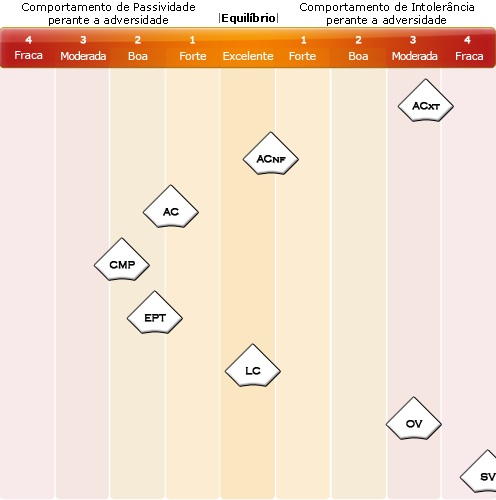 Comportamento de Passividade
perante a adversidade
|Equilíbrio|
Comportamento de Intolerância
perante a adversidade
4 3 2 1 1 2 3 4
Fraca Moderada Boa Forte Excelente Forte Boa Moderada Fraca
ACXT
ACNF
AC
CMP
EPT
LC
OV
SV